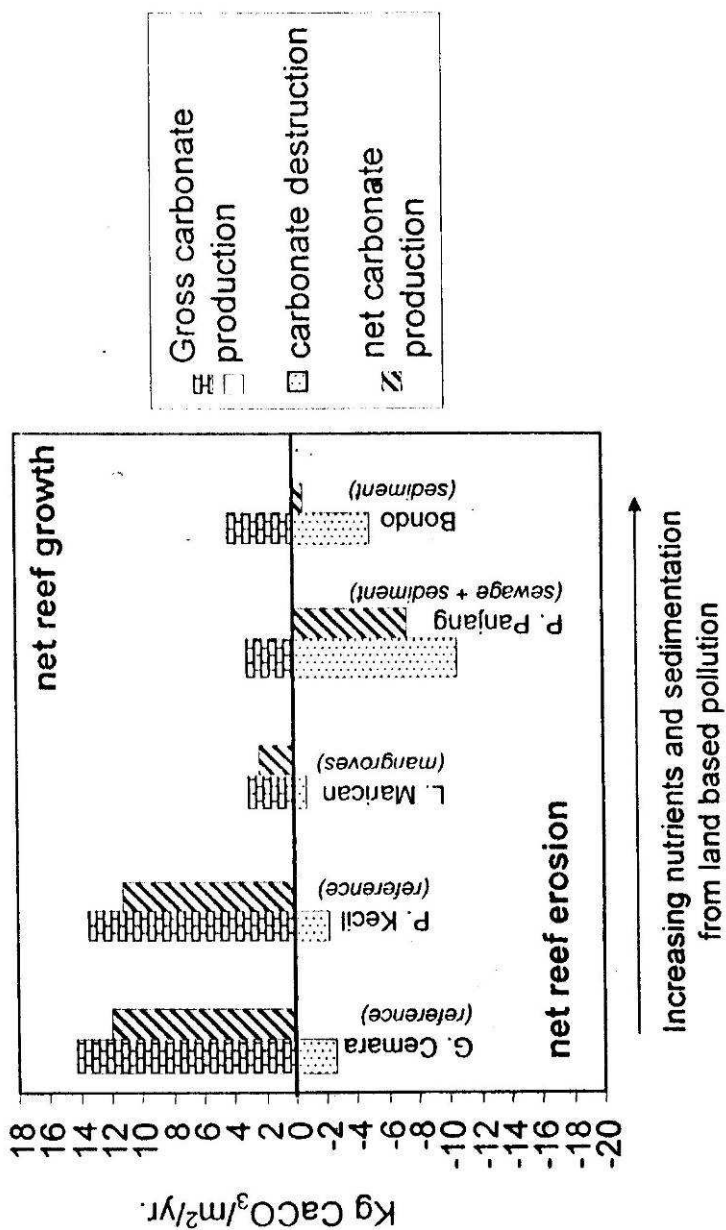 Kg CaCO₃/m²/yr.
18
16
14
12
10
8
6
4
2
0
-2
-4
-6
-8
-10
-12
-14
-16
-18
-20
net reef growth
net reef erosion
G. Cemara
(reference)
P. Kecil
(reference)
L. Marican
(mangroves)
P. Panjang
(sewage + sediment)
Bondo
(sediment)
Increasing nutrients and sedimentation
from land based pollution
Gross carbonate
production
carbonate destruction
net carbonate
production